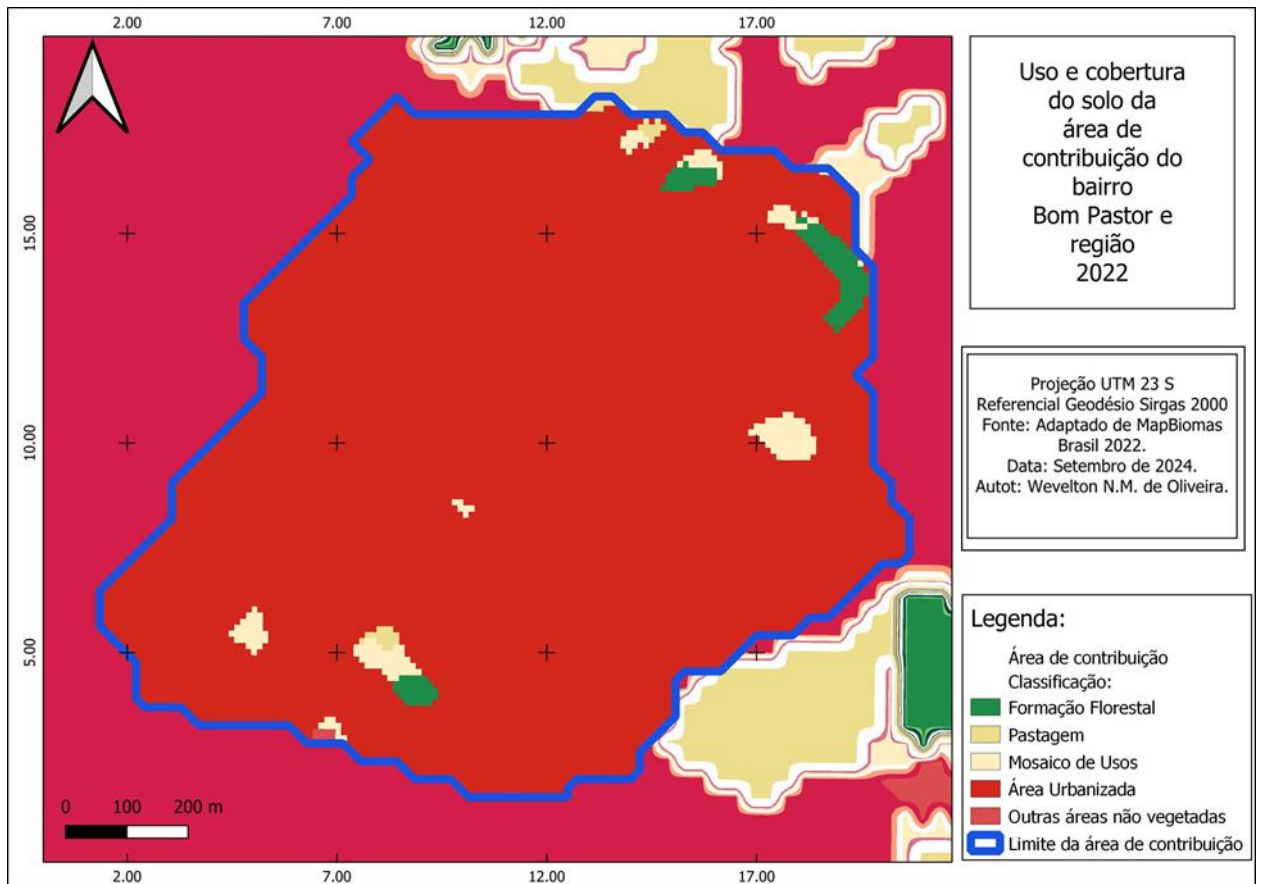 2.00 7.00 12.00 17.00
Uso e cobertura
do solo da
área de
contribuição do
bairro
Bom Pastor e
região
2022
15.00
10.00
5.00
Projeção UTM 23 S
Referencial Geodésio Sirgas 2000
Fonte: Adaptado de MapBiomas
Brasil 2022.
Data: Setembro de 2024.
Autot: Wevelton N.M. de Oliveira.
Legenda:
Área de contribuição
Classificação:
Formação Florestal
Pastagem
Mosaico de Usos
Área Urbanizada
Outras áreas não vegetadas
Limite da área de contribuição
0 100 200 m
2.00 7.00 12.00 17.00